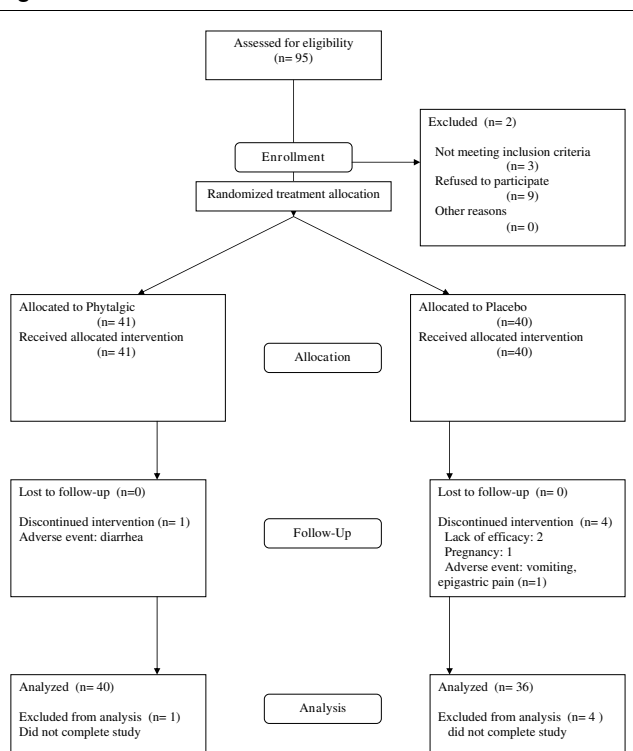 Assessed for eligibility
(n= 95)
Excluded (n= 2)
Not meeting inclusion criteria
(n= 3)
Refused to participate
(n= 9)
Other reasons
(n= 0)
Enrollment
Randomized treatment allocation
Allocated to Phytalgic
(n= 41)
Received allocated intervention
(n= 41)
Allocation
Allocated to Placebo
(n=40)
Received allocated intervention
(n=40)
Lost to follow-up (n=0)
Discontinued intervention (n= 1)
Adverse event: diarrhea
Follow-Up
Lost to follow-up (n= 0)
Discontinued intervention (n= 4)
Lack of efficacy: 2
Pregnancy: 1
Adverse event: vomiting,
epigastric pain (n=1)
Analyzed (n= 40)
Excluded from analysis (n= 1)
Did not complete study
Analysis
Analyzed (n= 36)
Excluded from analysis (n= 4 )
did not complete study